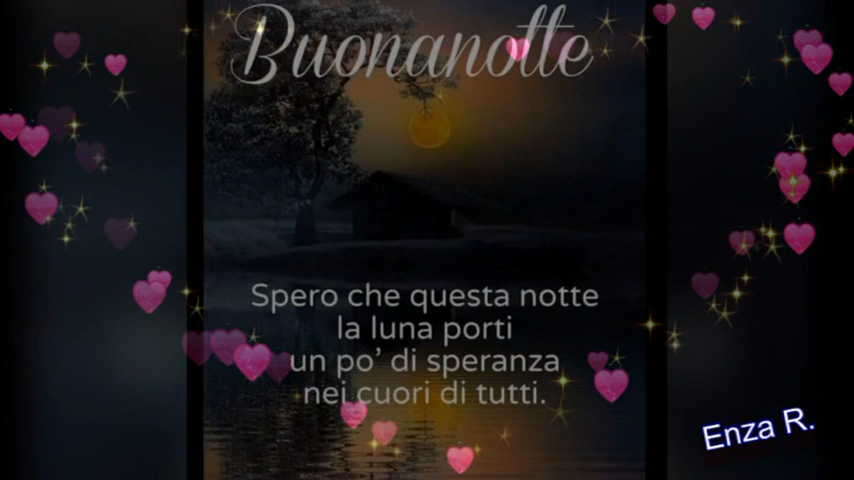 Buonanotte
Spero che questa notte
la luna porti
un po' di speranza
nei cuori di tutti.
Enza R.